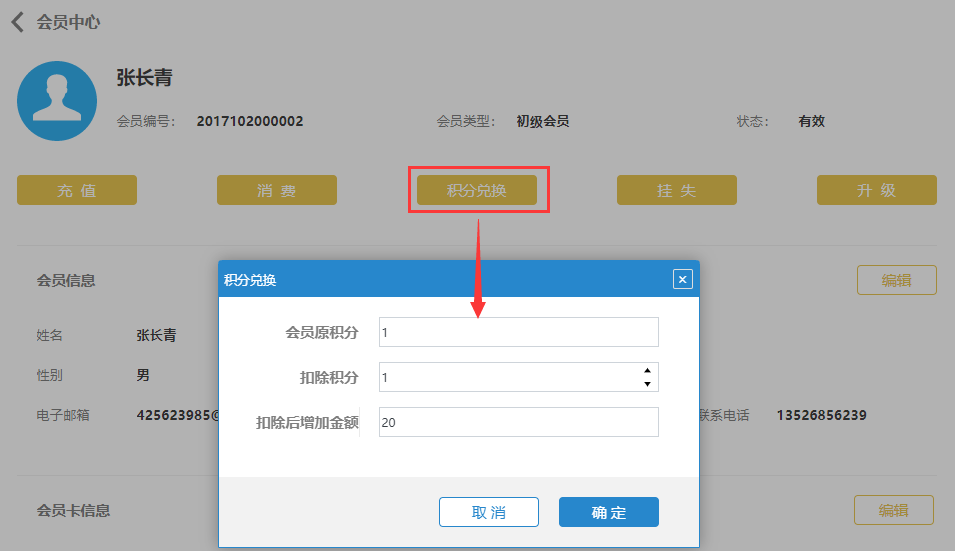 会员中心
张长青
会员编号: 2017102000002 会员类型: 初级会员 状态: 有效
充 值 消 费 积分兑换 挂 失 升 级
会员信息 编辑
姓名 张长青
性别 男
电子邮箱 425623985@ 联系电话 13526856239
会员卡信息 编辑
积分兑换
会员原积分 1
扣除积分 1
扣除后增加金额 20
取 消 确 定